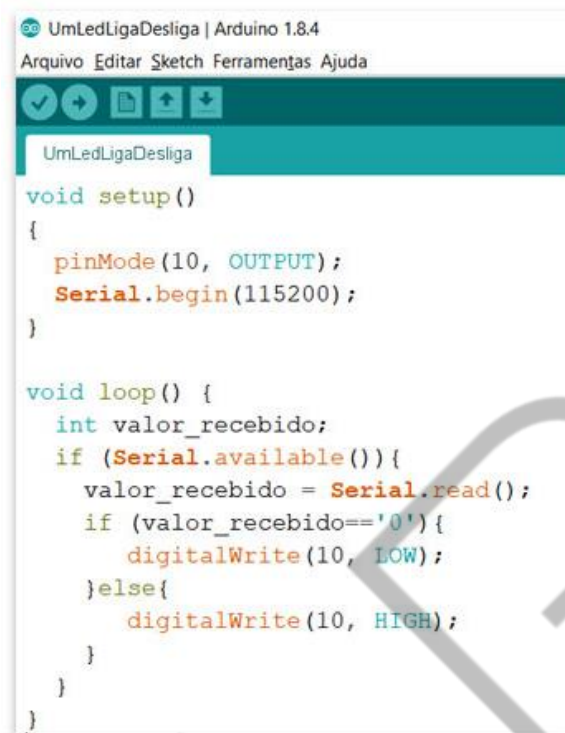 UmLedLigaDesliga | Arduino 1.8.4
Arquivo Editar Sketch Ferramentas Ajuda
UmLedLigaDesliga
void setup()
{
  pinMode(10, OUTPUT);
  Serial.begin(115200);
}

void loop() {
  int valor_recebido;
  if (Serial.available()){
    valor_recebido = Serial.read();
    if (valor_recebido=='0'){
       digitalWrite(10, LOW);
    }else{
       digitalWrite(10, HIGH);
    }
  }
}